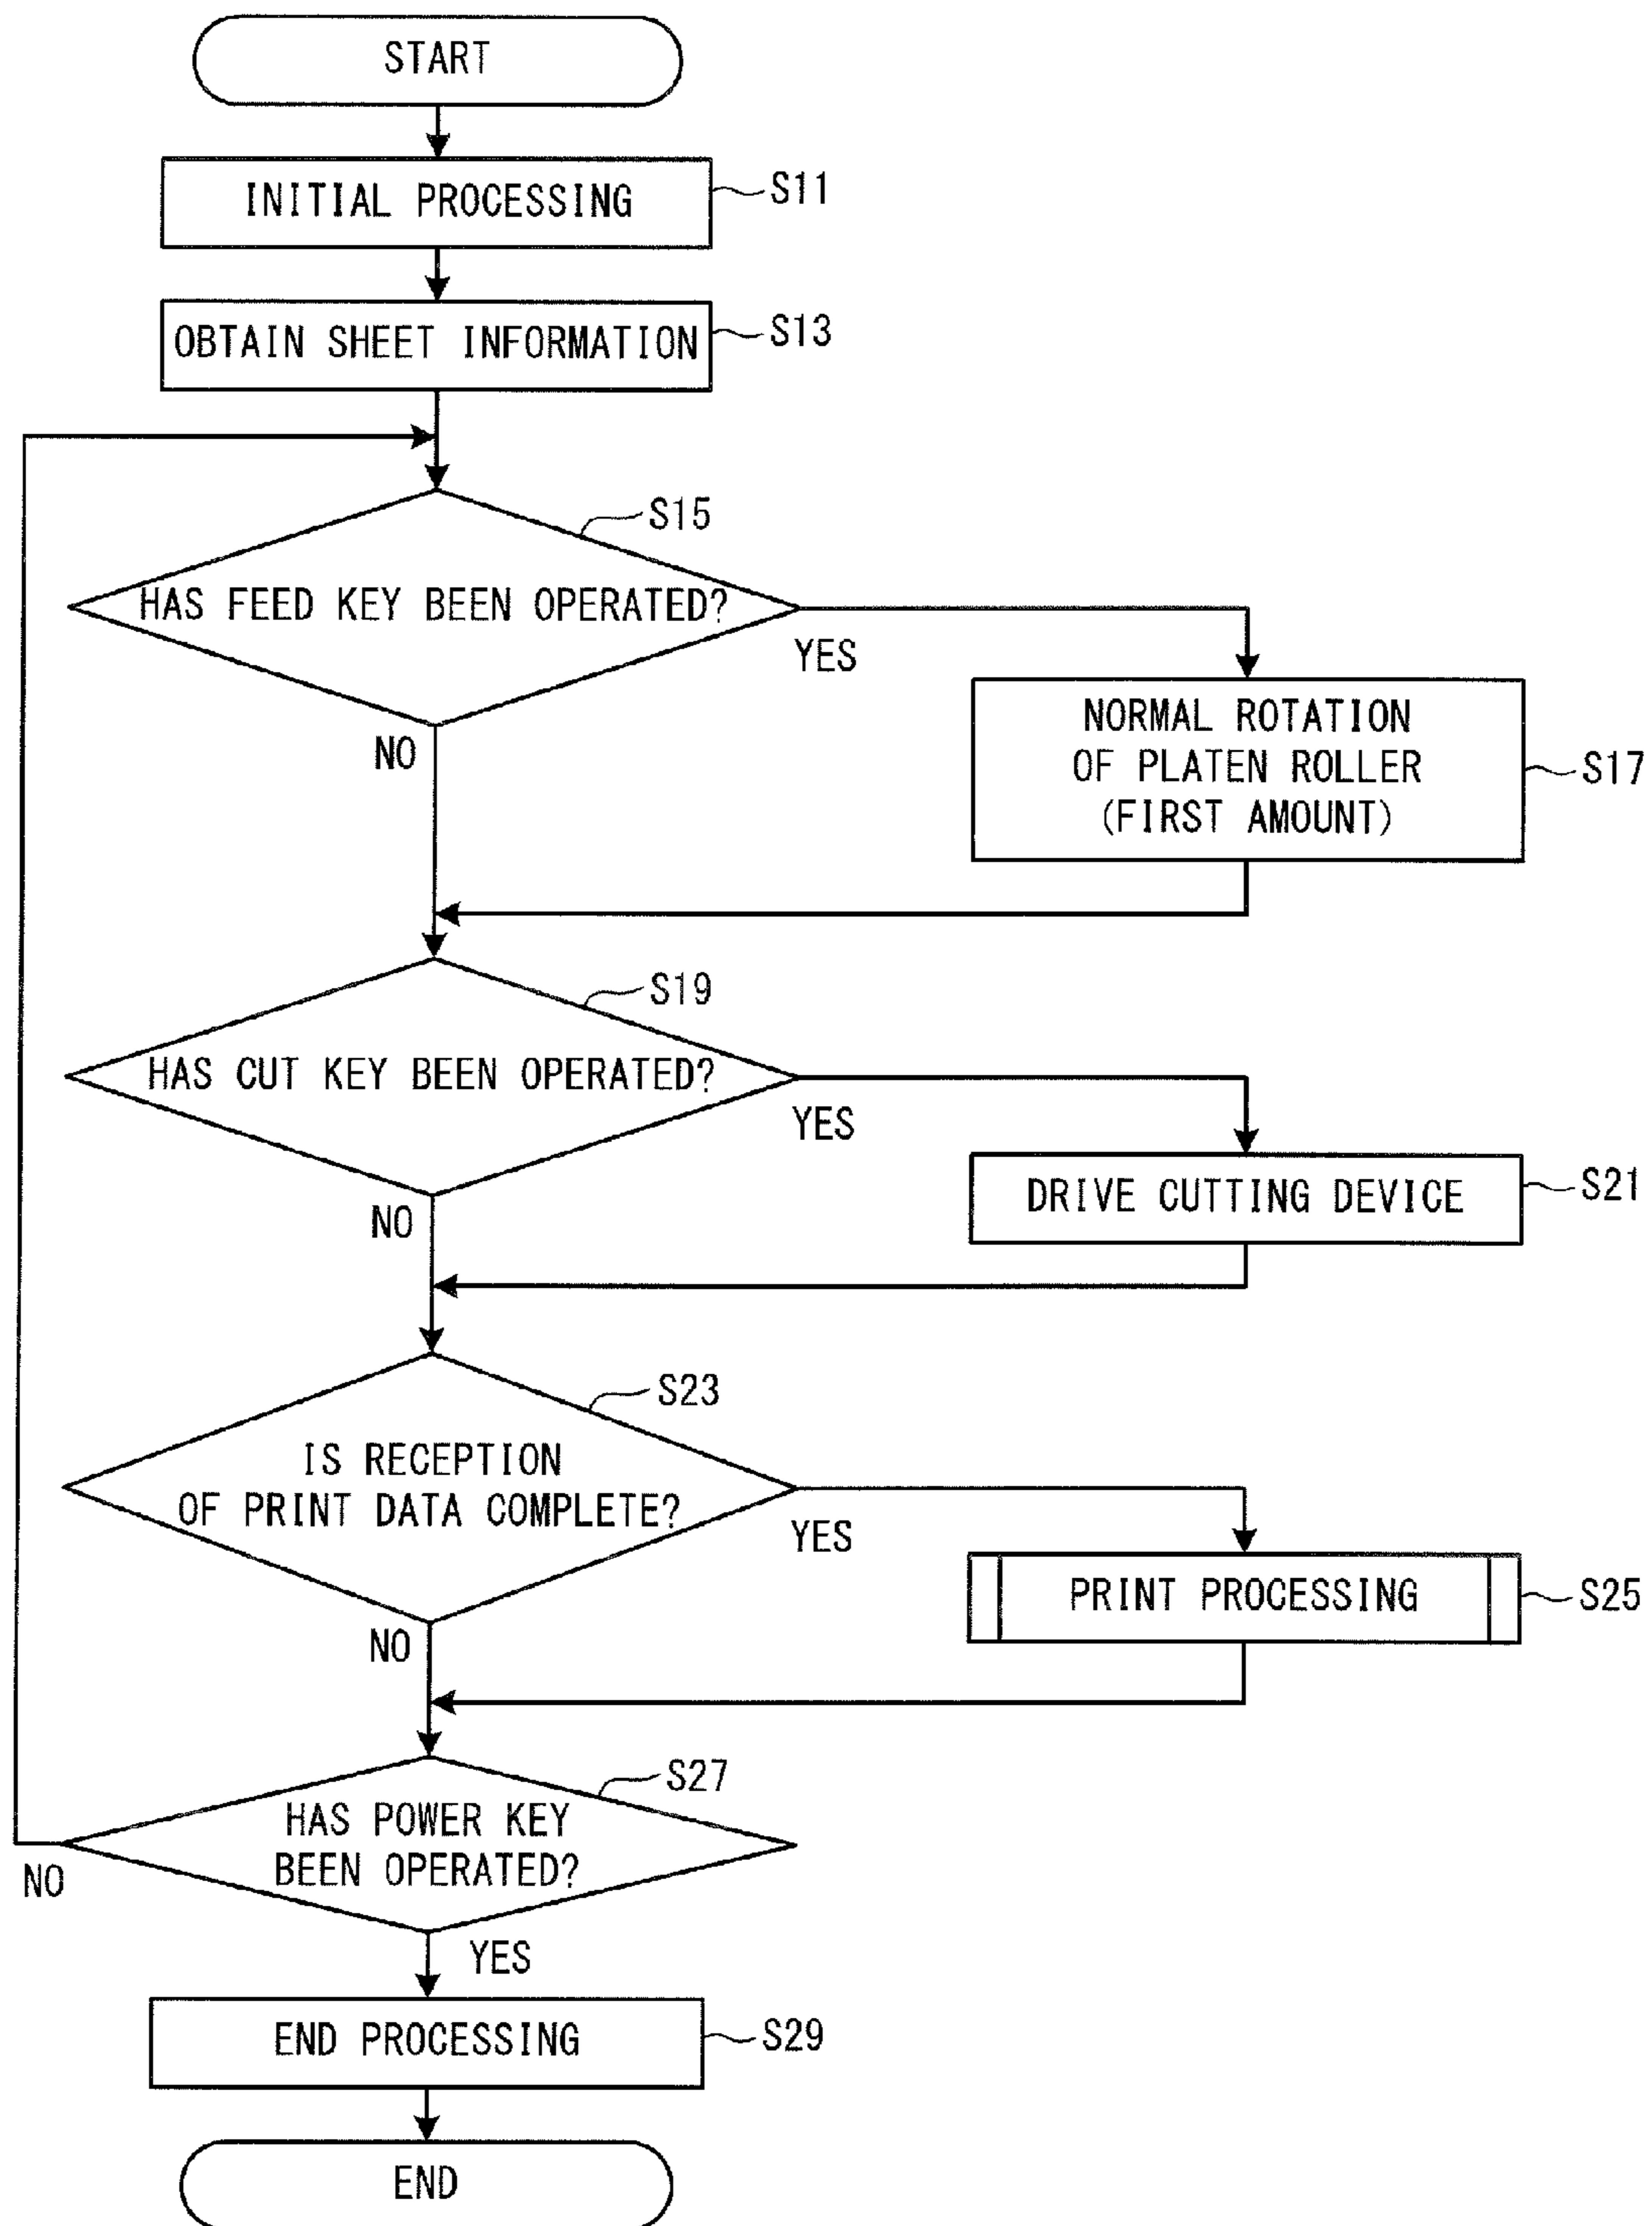 START
INITIAL PROCESSING
S11
OBTAIN SHEET INFORMATION
S13
S15
HAS FEED KEY BEEN OPERATED?
YES
NO
NORMAL ROTATION
OF PLATEN ROLLER
(FIRST AMOUNT)
S17
S19
HAS CUT KEY BEEN OPERATED?
YES
NO
DRIVE CUTTING DEVICE
S21
S23
IS RECEPTION
OF PRINT DATA COMPLETE?
YES
NO
PRINT PROCESSING
S25
S27
HAS POWER KEY
BEEN OPERATED?
NO
YES
END PROCESSING
S29
END